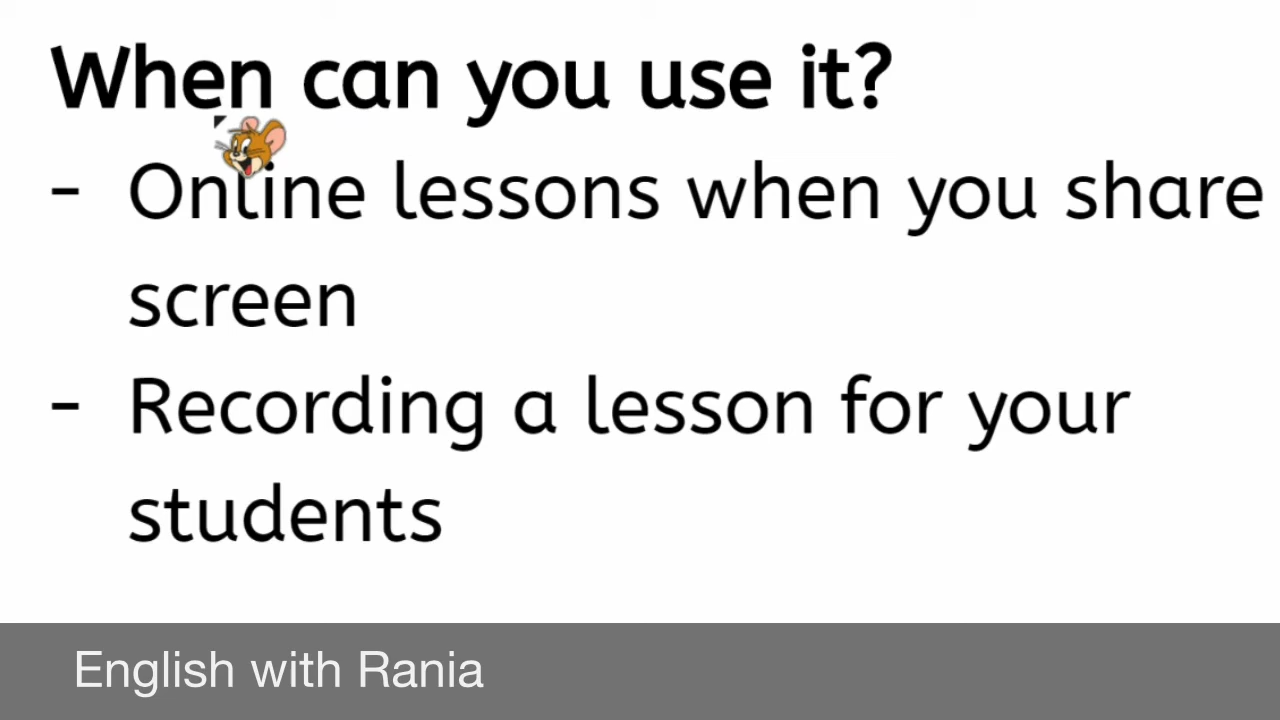 When can you use it?
- Online lessons when you share
screen
- Recording a lesson for your
students
English with Rania